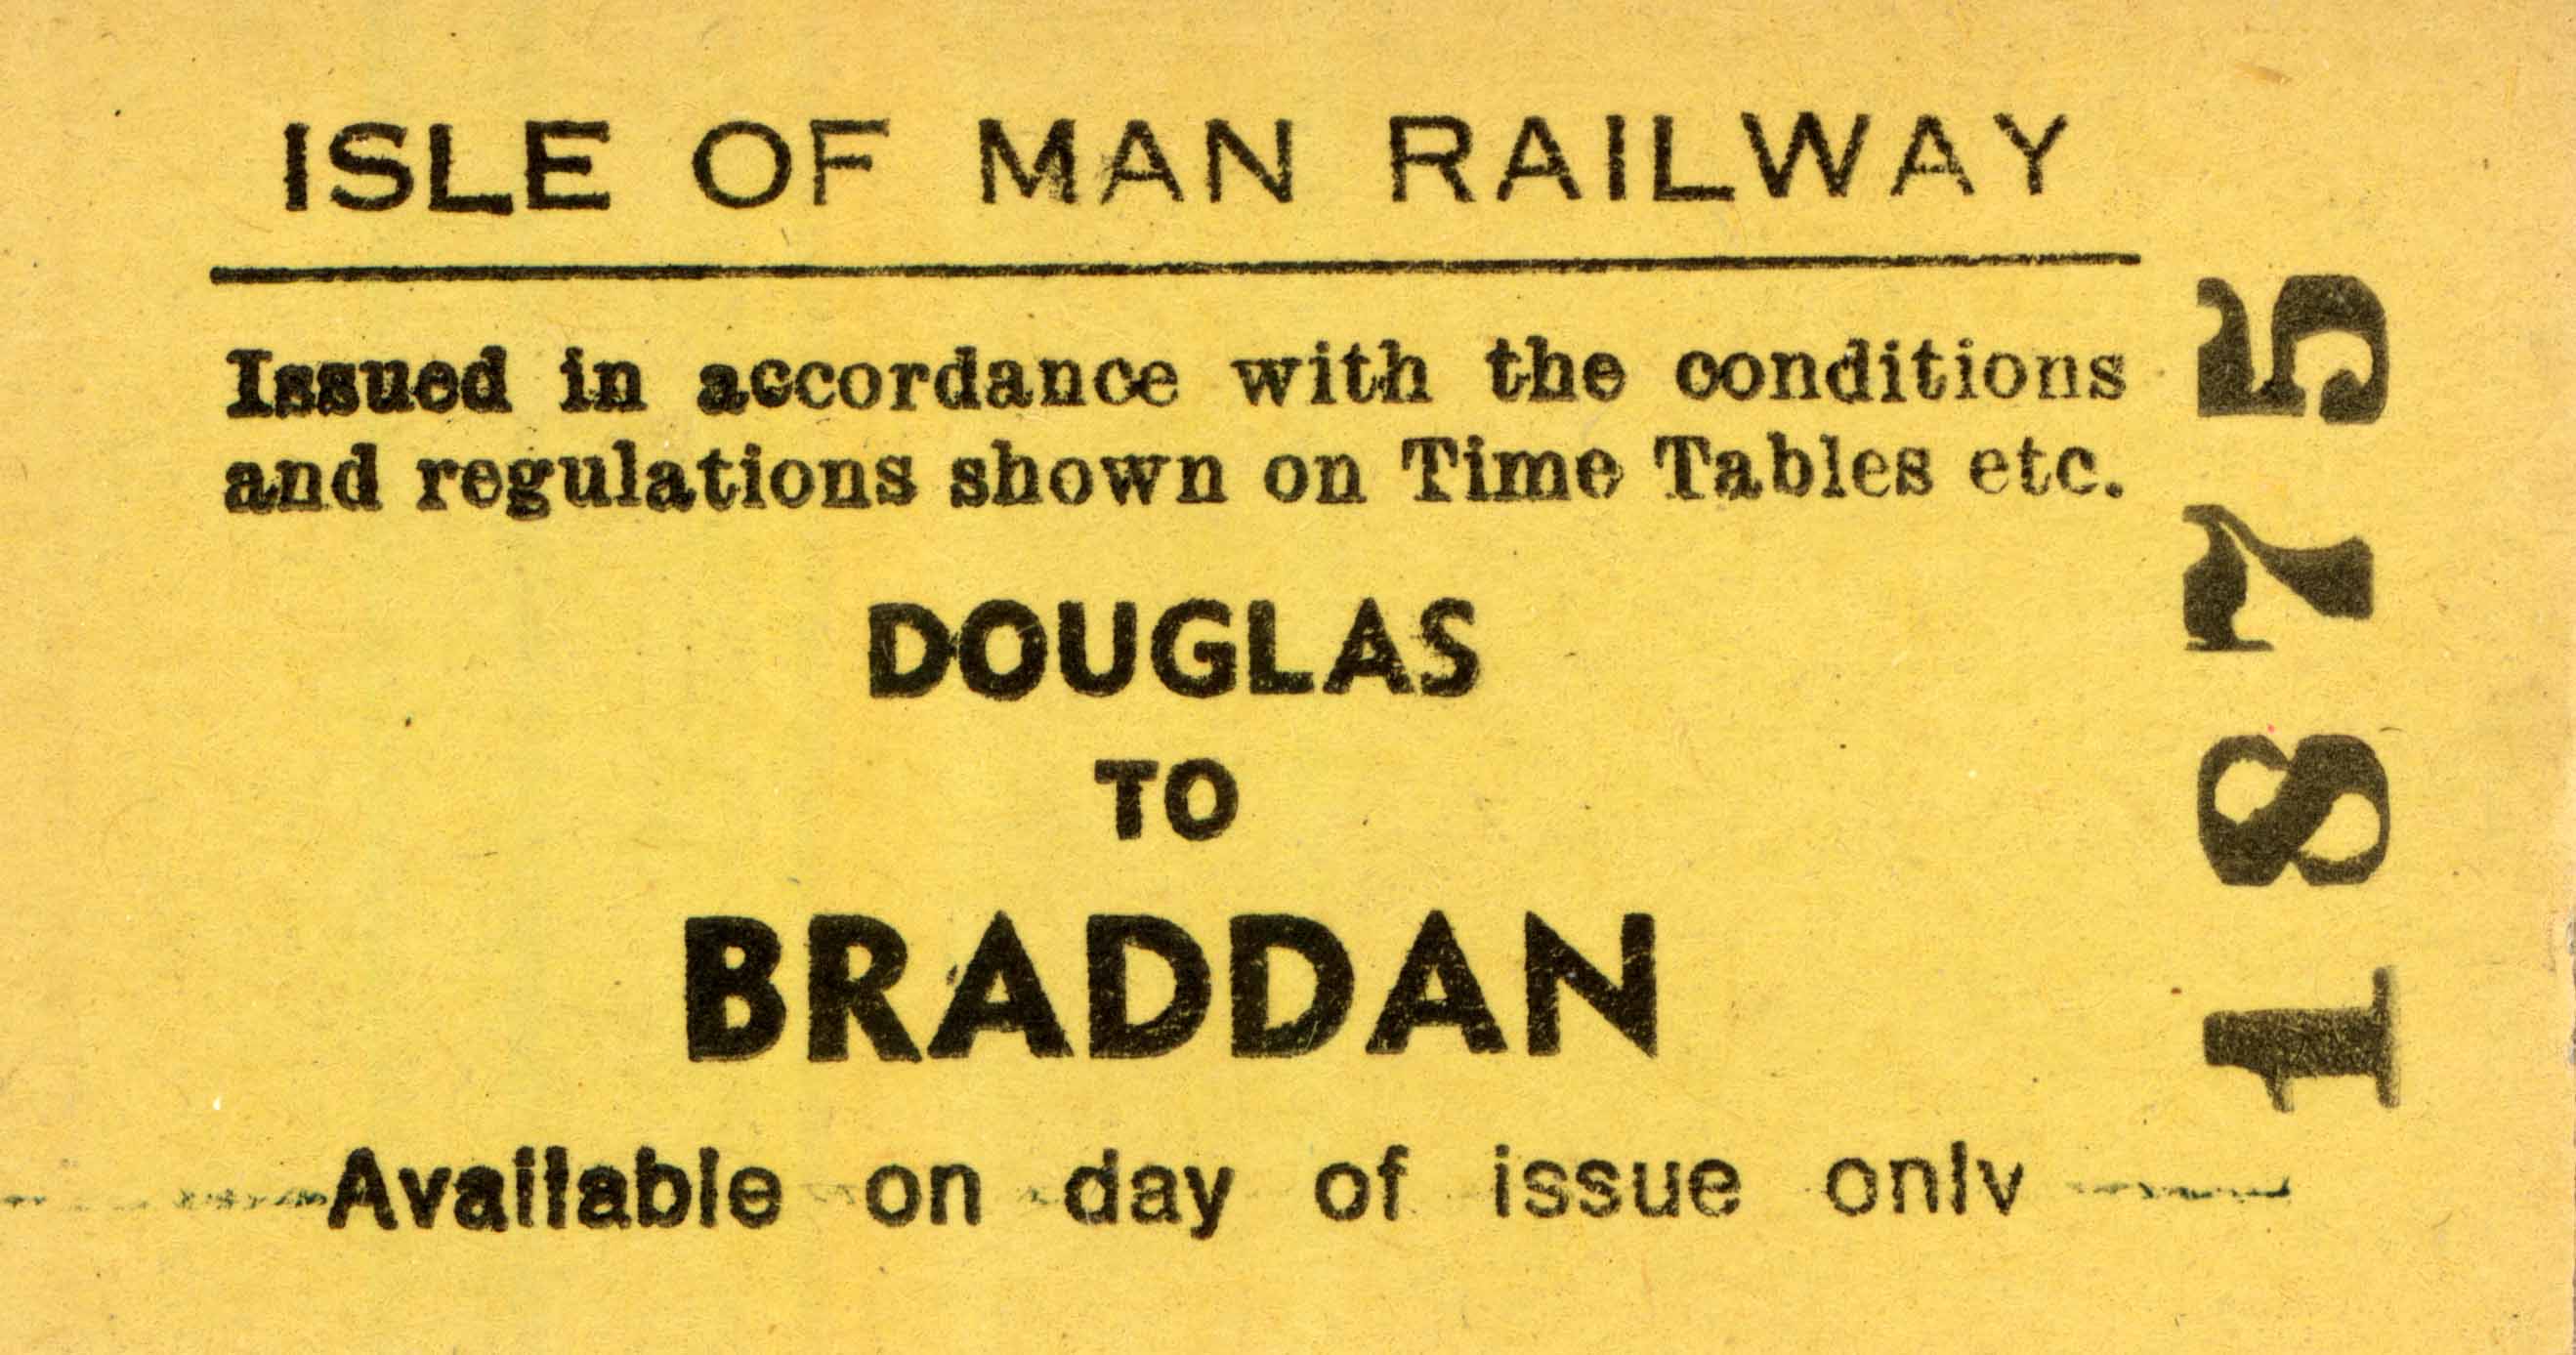 ISLE OF MAN RAILWAY
Issued in accordance with the conditions
and regulations shown on Time Tables etc.
DOUGLAS
TO
BRADDAN
Available on day of issue only
1875